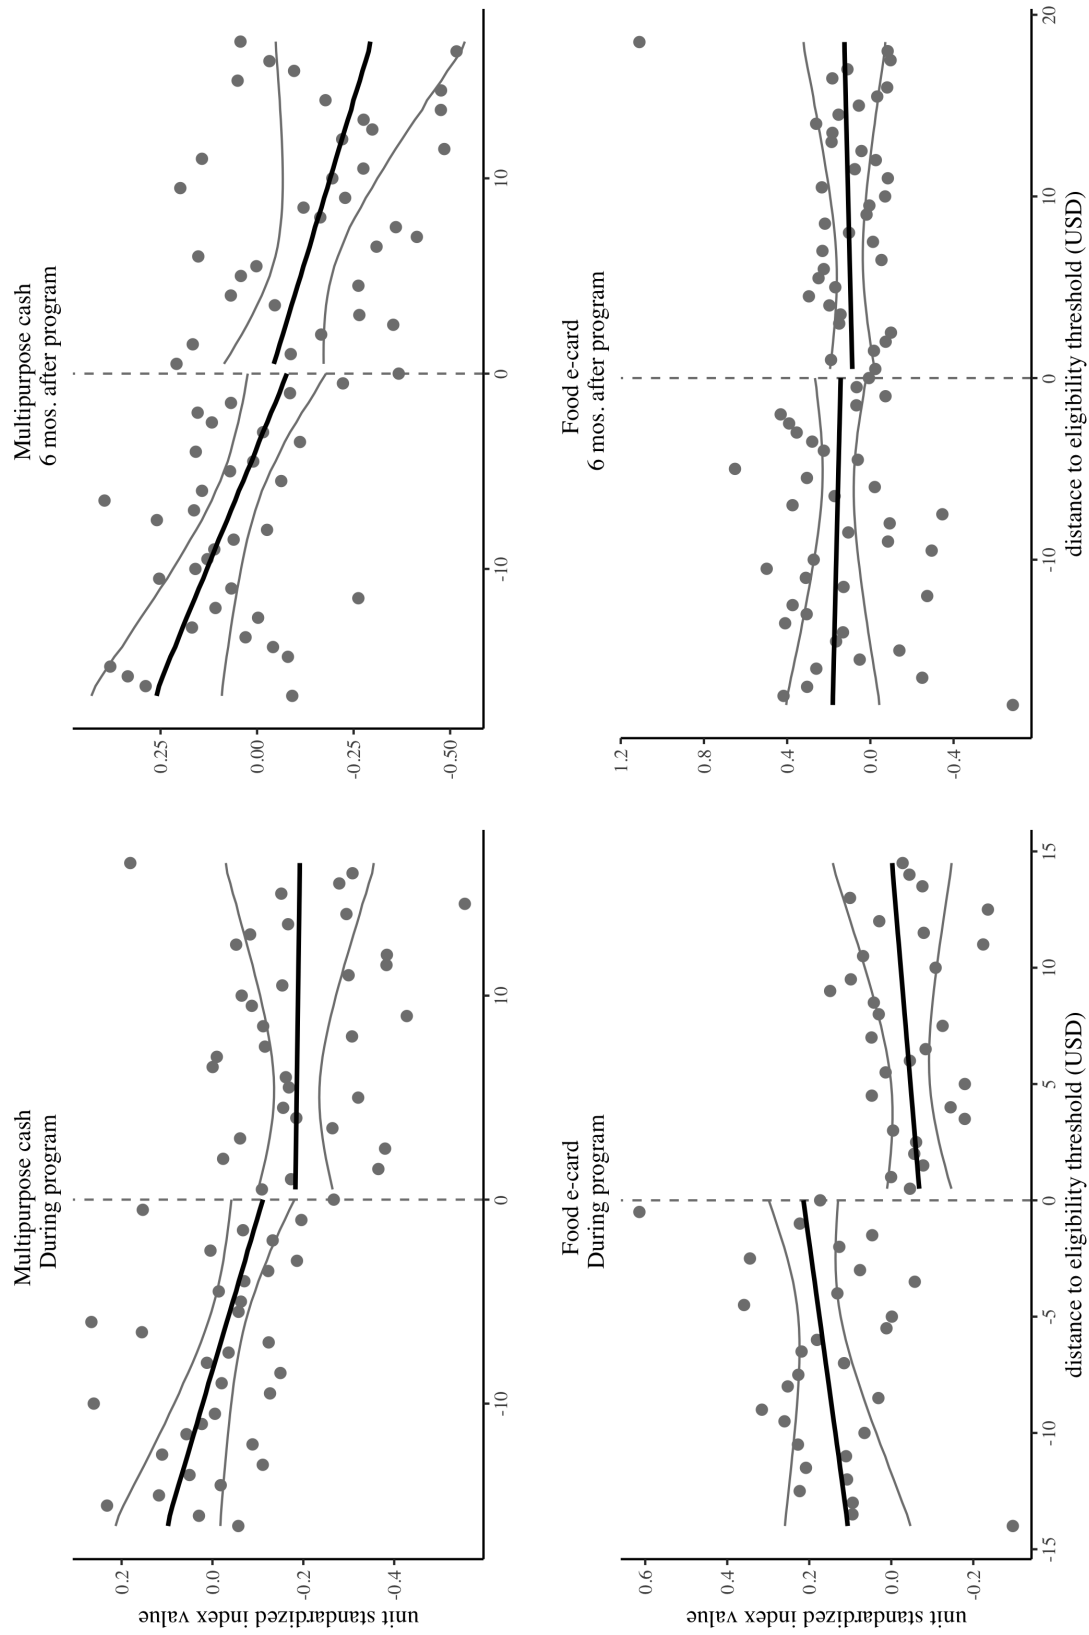 Multipurpose cash
During program
unit standardized index value
0.2
0.0
-0.2
-0.4
-10
0
10
Multipurpose cash
6 mos. after program
0.25
0.00
-0.25
-0.50
-10
0
10
Food e-card
During program
unit standardized index value
0.6
0.4
0.2
0.0
-0.2
-15
-10
-5
0
5
10
15
distance to eligibility threshold (USD)
Food e-card
6 mos. after program
1.2
0.8
0.4
0.0
-0.4
-10
0
10
20
distance to eligibility threshold (USD)